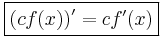 (cf(x))' = cf'(x)